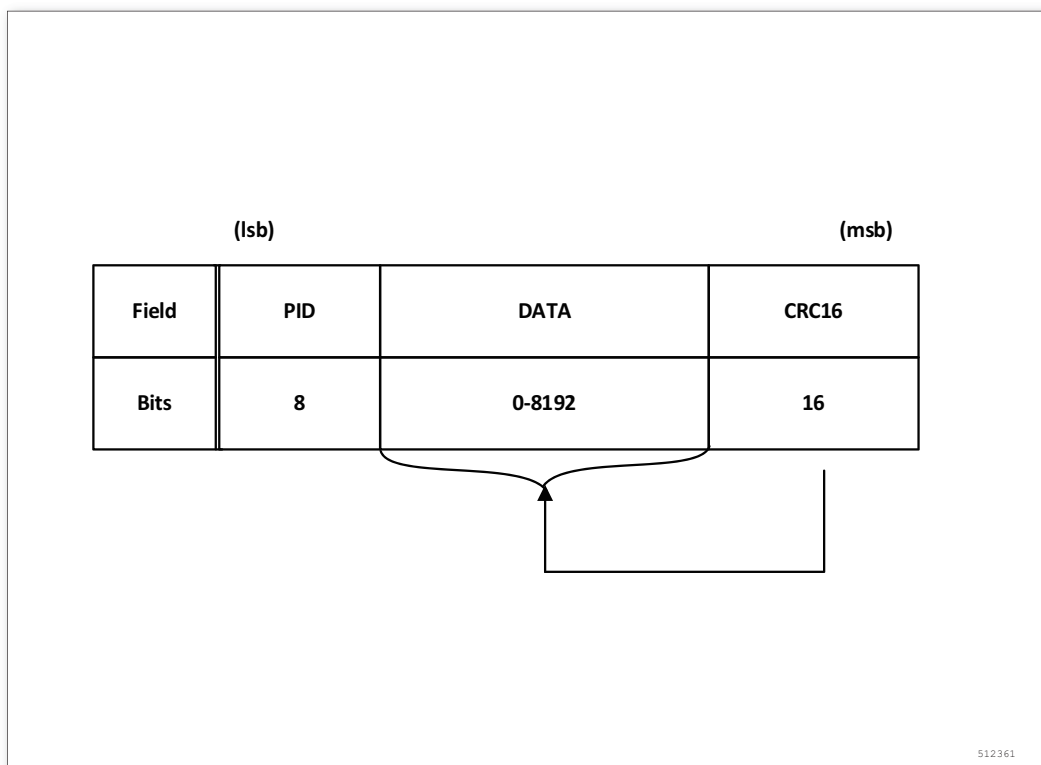 (lsb) (msb)
Field PID DATA CRC16
Bits 8 0-8192 16
512361